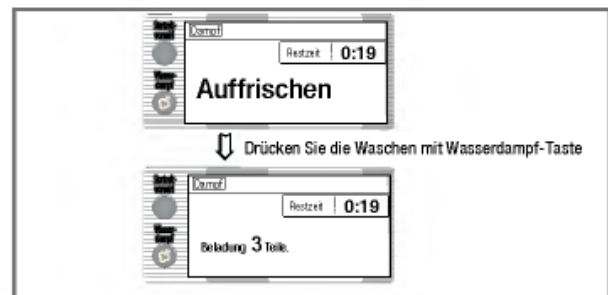 Dampf
Restzeit 0:19
Auffrischen
Drücken Sie die Waschen mit Wasserdampf-Taste
Dampf
Restzeit 0:19
Beladung 3 Teile.